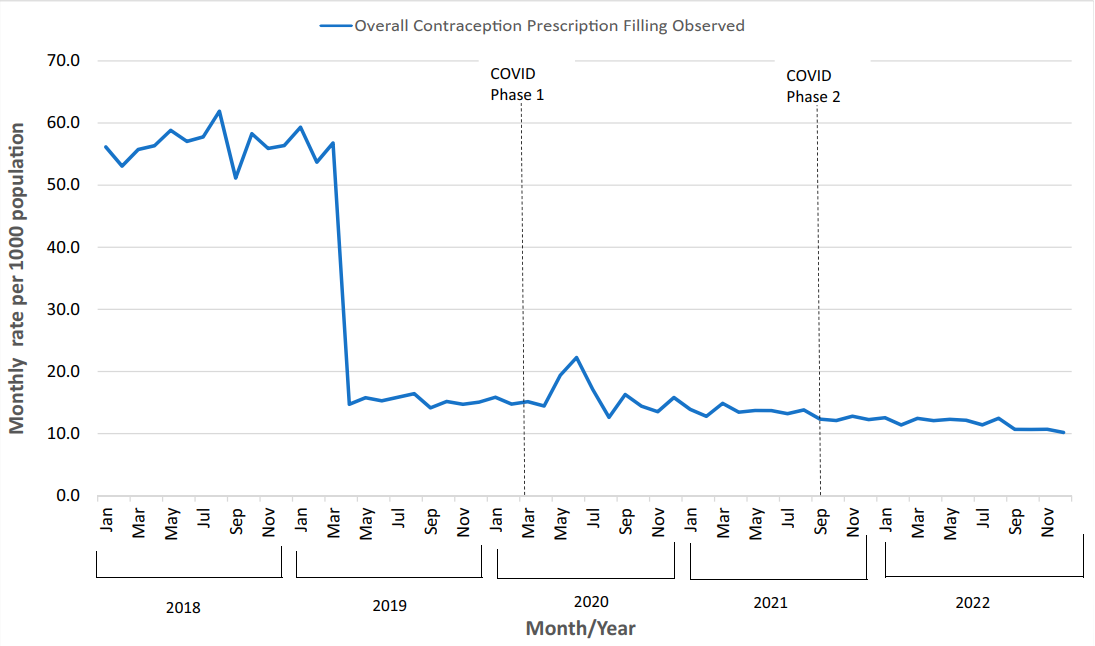 Overall Contraception Prescription Filling Observed
Monthly rate per 1000 population
70.0
60.0
50.0
40.0
30.0
20.0
10.0
0.0
COVID
Phase 1
COVID
Phase 2
Jan Mar May Jul Sep Nov Jan Mar May Jul Sep Nov Jan Mar May Jul Sep Nov Jan Mar May Jul Sep Nov Jan Mar May Jul Sep Nov
2018 2019 2020 2021 2022
Month/Year